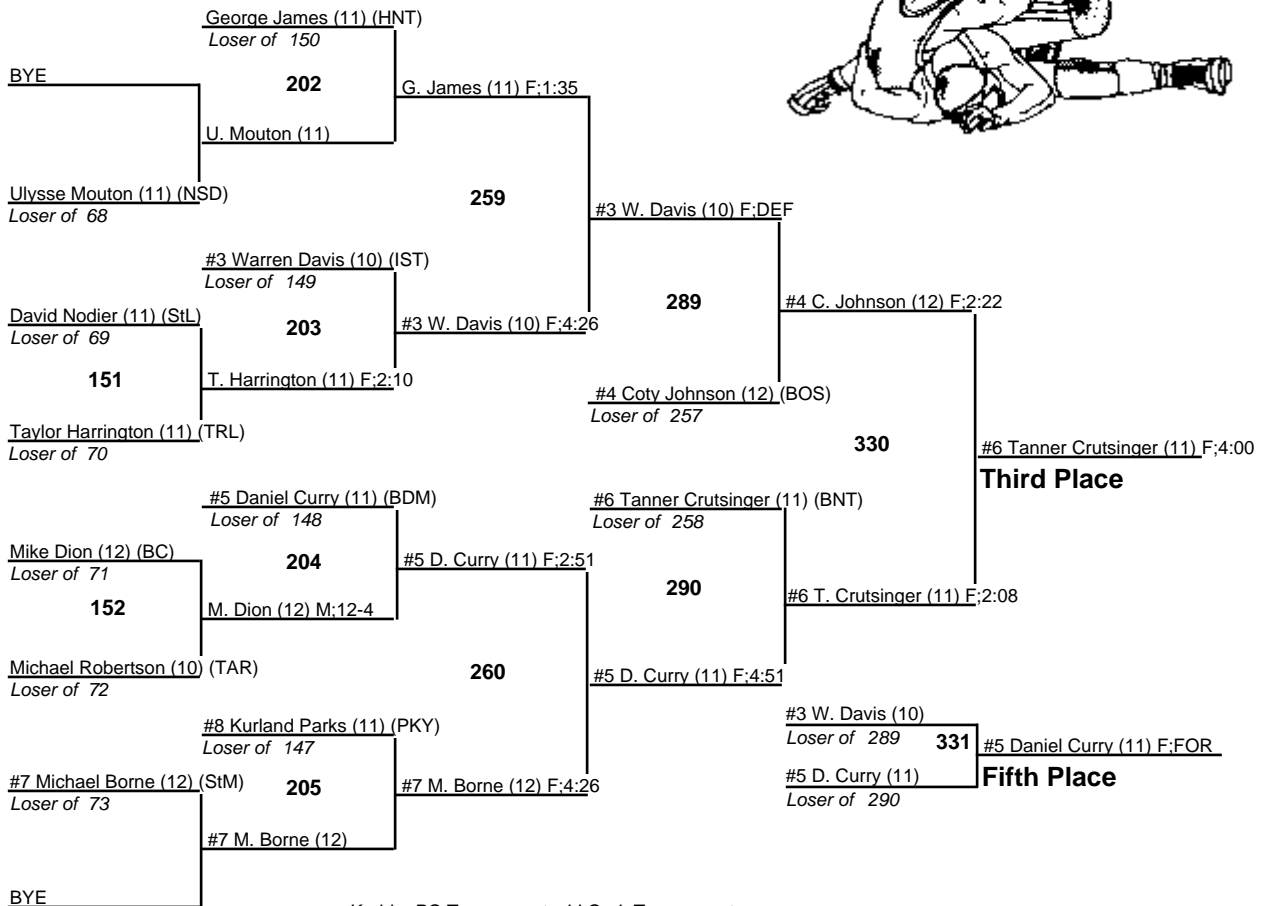 George James (11) (HNT)
Loser of 150
BYE
202
G. James (11) F;1:35
U. Mouton (11)
Ulysse Mouton (11) (NSD)
Loser of 68
259
#3 W. Davis (10) F;DEF
#3 Warren Davis (10) (IST)
Loser of 149
David Nodier (11) (StL)
Loser of 69
203
#3 W. Davis (10) F;4:26
289
#4 C. Johnson (12) F;2:22
151
T. Harrington (11) F;2:10
#4 Coty Johnson (12) (BOS)
Loser of 257
Taylor Harrington (11) (TRL)
Loser of 70
330
#6 Tanner Crutsinger (11) F;4:00
Third Place
#5 Daniel Curry (11) (BDM)
Loser of 148
#6 Tanner Crutsinger (11) (BNT)
Loser of 258
Mike Dion (12) (BC)
Loser of 71
204
#5 D. Curry (11) F;2:51
290
#6 T. Crutsinger (11) F;2:08
152
M. Dion (12) M;12-4
Michael Robertson (10) (TAR)
Loser of 72
260
#5 D. Curry (11) F;4:51
#8 Kurland Parks (11) (PKY)
Loser of 147
#3 W. Davis (10)
Loser of 289
331
#5 Daniel Curry (11) F;FOR
Fifth Place
#5 D. Curry (11)
Loser of 290
#7 Michael Borne (12) (StM)
Loser of 73
205
#7 M. Borne (12) F;4:26
#7 M. Borne (12)
BYE